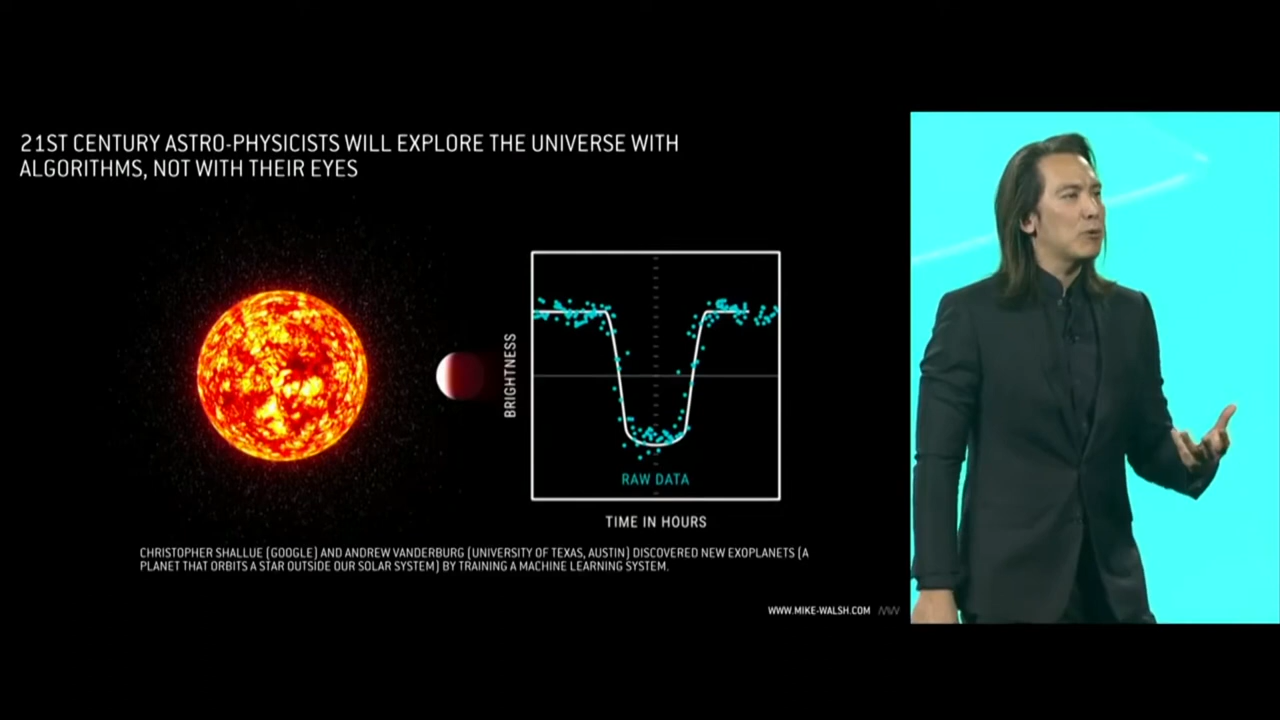 21ST CENTURY ASTRO-PHYSICISTS WILL EXPLORE THE UNIVERSE WITH
ALGORITHMS, NOT WITH THEIR EYES
BRIGHTNESS
RAW DATA
TIME IN HOURS
CHRISTOPHER SHALLUE (GOOGLE) AND ANDREW VANDERBURG (UNIVERSITY OF TEXAS, AUSTIN) DISCOVERED NEW EXOPLANETS (A
PLANET THAT ORBITS A STAR OUTSIDE OUR SOLAR SYSTEM) BY TRAINING A MACHINE LEARNING SYSTEM.
WWW.MIKE-WALSH.COM MW